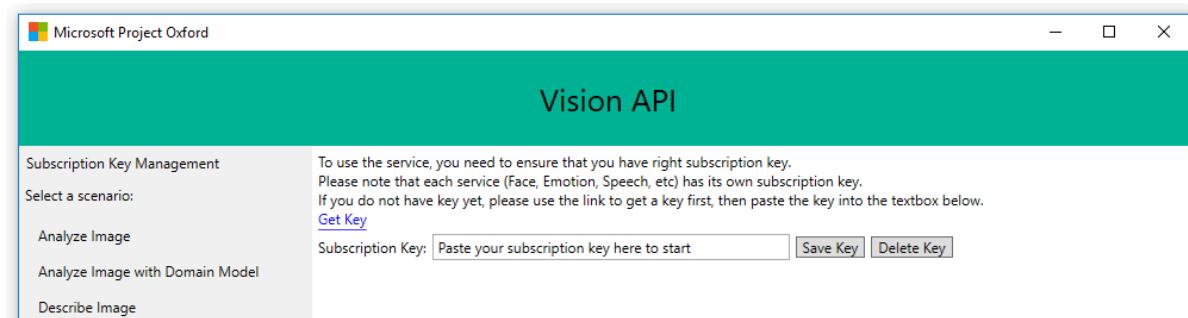 Microsoft Project Oxford
Vision API
Subscription Key Management
Select a scenario:
Analyze Image
Analyze Image with Domain Model
Describe Image
To use the service, you need to ensure that you have right subscription key.
Please note that each service (Face, Emotion, Speech, etc) has its own subscription key.
If you do not have key yet, please use the link to get a key first, then paste the key into the textbox below.
Get Key
Subscription Key: Paste your subscription key here to start Save Key Delete Key